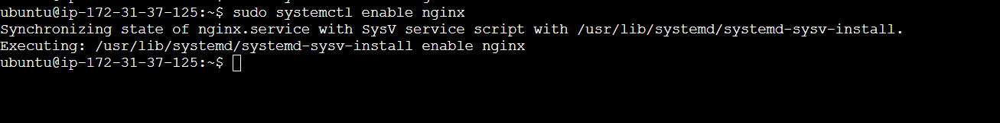 ubuntu@ip-172-31-37-125:~$ sudo systemctl enable nginx
Synchronizing state of nginx.service with SysV service script with /usr/lib/systemd/systemd-sysv-install.
Executing: /usr/lib/systemd/systemd-sysv-install enable nginx
ubuntu@ip-172-31-37-125:~$